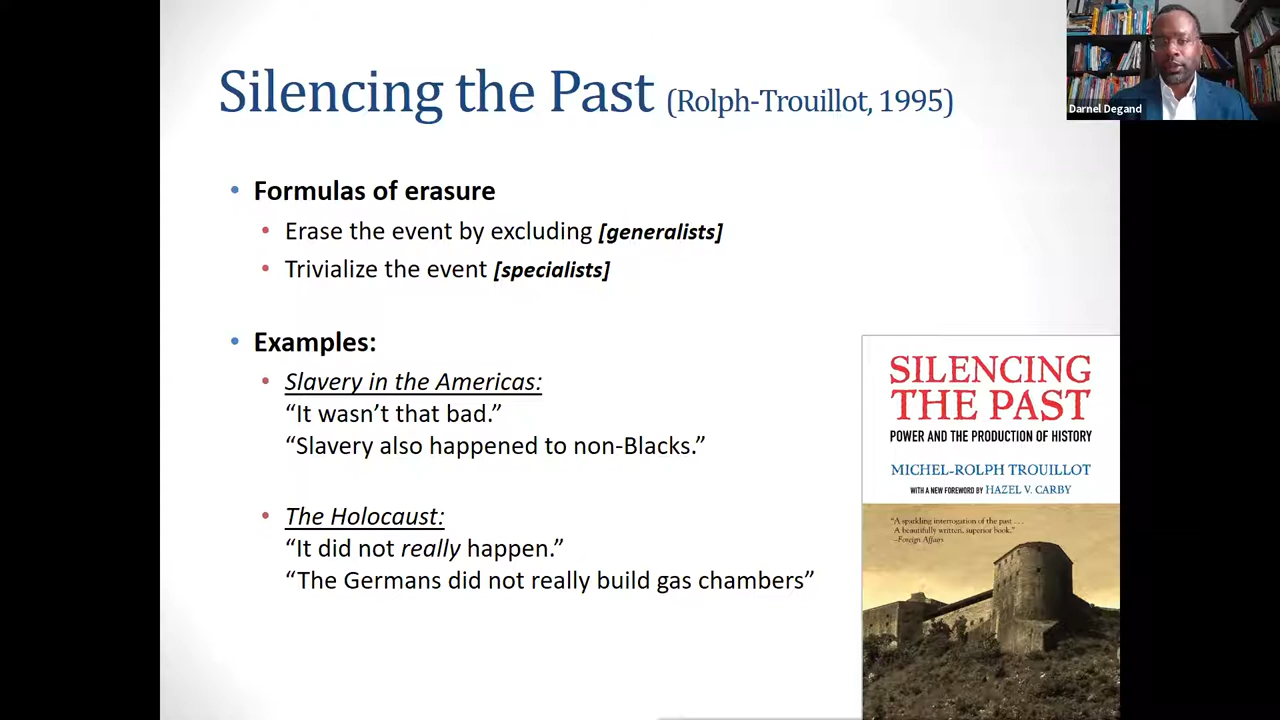 Silencing the Past (Rolph-Trouillot, 1995)
Darnel Degand
• Formulas of erasure
• Erase the event by excluding [generalists]
• Trivialize the event [specialists]
• Examples:
• Slavery in the Americas:
“It wasn’t that bad.”
“Slavery also happened to non-Blacks.”
• The Holocaust:
“It did not really happen.”
“The Germans did not really build gas chambers”
SILENCING
THE PAST
POWER AND THE PRODUCTION OF HISTORY
MICHEL-ROLPH TROUILLOT
WITH A NEW FOREWORD BY HAZEL V. CARBY
“A sparkling interrogation of the past . . .
A beautifully written, superior book.”
—Foreign Affairs